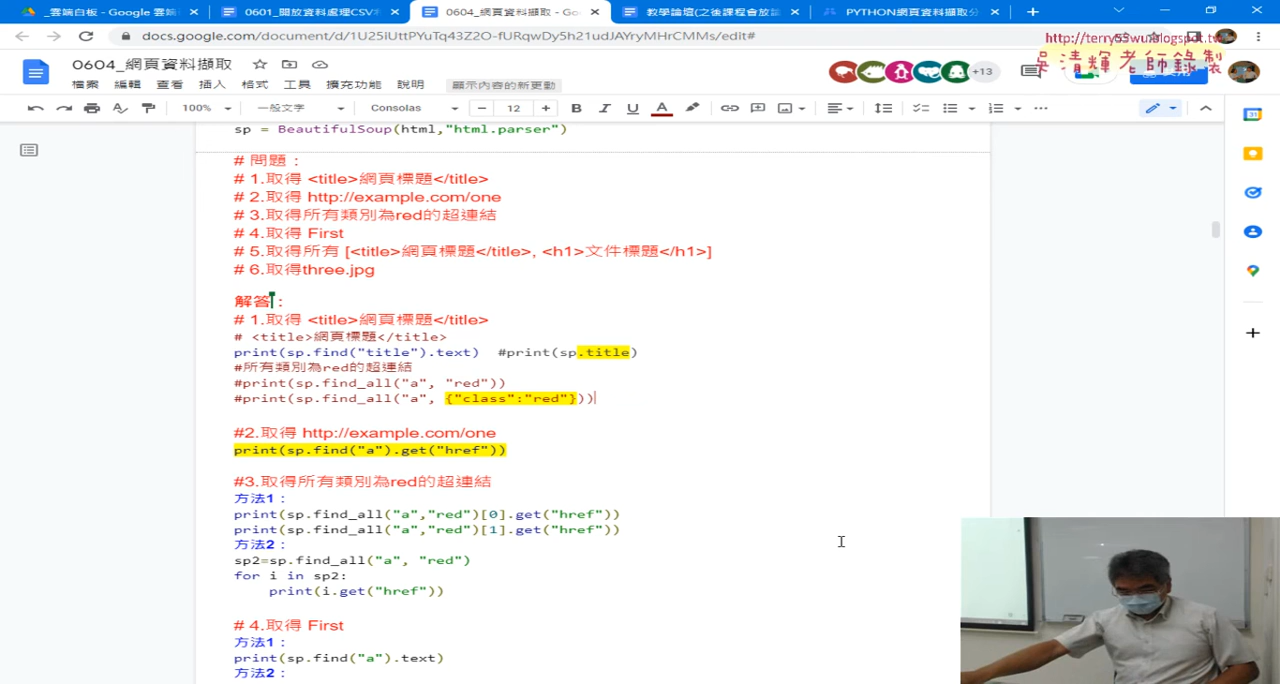 _雲端白板 - Google 雲端
0601_開放資料處理CSV
0604_網頁資料擷取 - Go
教學論壇(之後課程會放
PYTHON網頁資料擷取分
docs.google.com/document/d/1U25iUttPYuTq43Z2O-fURqwDy5h21udJAYryMHrCMMs/edit#
http://terry55wu.blogspot.tw
吳清輝老師錄製
0604_網頁資料擷取
檔案 編輯 查看 插入 格式 工具 擴充功能 說明 顯示內容的新更動
+13
100% 一般文字 Consolas 12 B I U A
31
sp = BeautifulSoup(html,"html.parser")
# 問題：
# 1.取得 <title>網頁標題</title>
# 2.取得 http://example.com/one
# 3.取得所有類別為red的超連結
# 4.取得 First
# 5.取得所有 [<title>網頁標題</title>, <h1>文件標題</h1>]
# 6.取得three.jpg
解答：
# 1.取得 <title>網頁標題</title>
# <title>網頁標題</title>
print(sp.find("title").text)  #print(sp.title)
#所有類別為red的超連結
#print(sp.find_all("a", "red"))
#print(sp.find_all("a", {"class":"red"}))
#2.取得 http://example.com/one
print(sp.find("a").get("href"))
#3.取得所有類別為red的超連結
方法1：
print(sp.find_all("a","red")[0].get("href"))
print(sp.find_all("a","red")[1].get("href"))
方法2：
sp2=sp.find_all("a", "red")
for i in sp2:
    print(i.get("href"))
# 4.取得 First
方法1：
print(sp.find("a").text)
方法2：